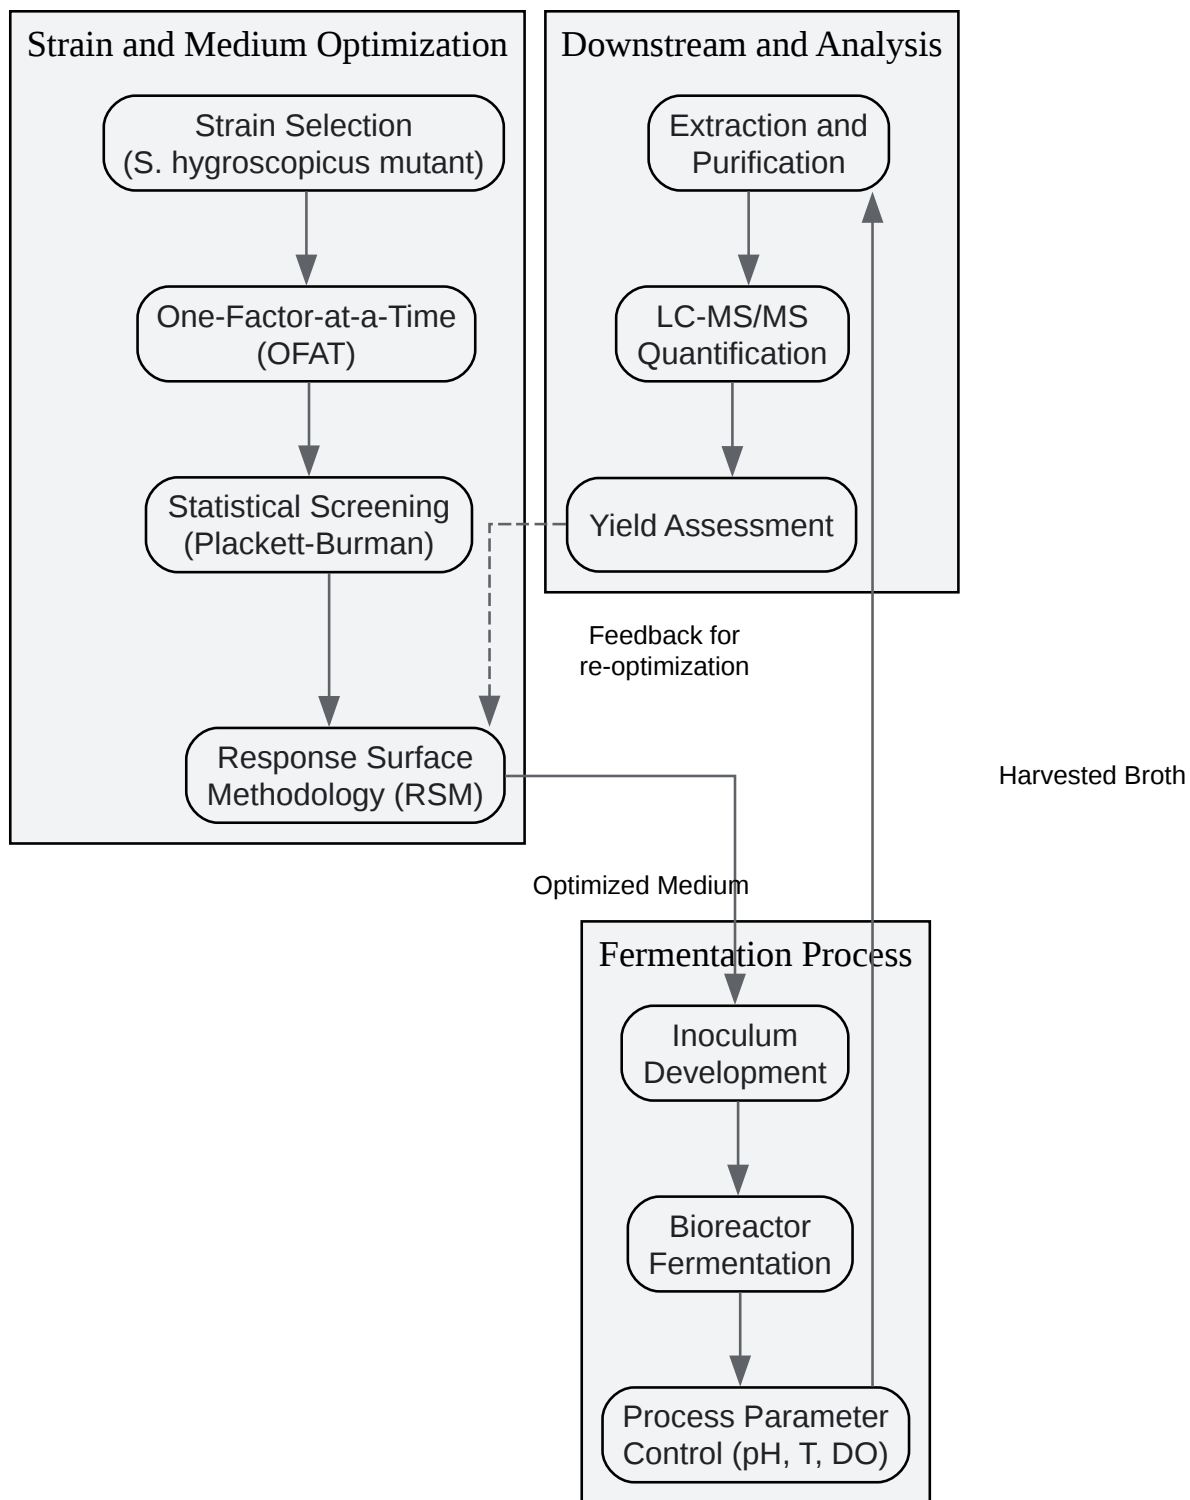 Strain and Medium Optimization
Strain Selection
(S. hygroscopicus mutant)
One-Factor-at-a-Time
(OFAT)
Statistical Screening
(Plackett-Burman)
Response Surface
Methodology (RSM)
Downstream and Analysis
Extraction and
Purification
LC-MS/MS
Quantification
Yield Assessment
Feedback for
re-optimization
Harvested Broth
Optimized Medium
Fermentation Process
Inoculum
Development
Bioreactor
Fermentation
Process Parameter
Control (pH, T, DO)